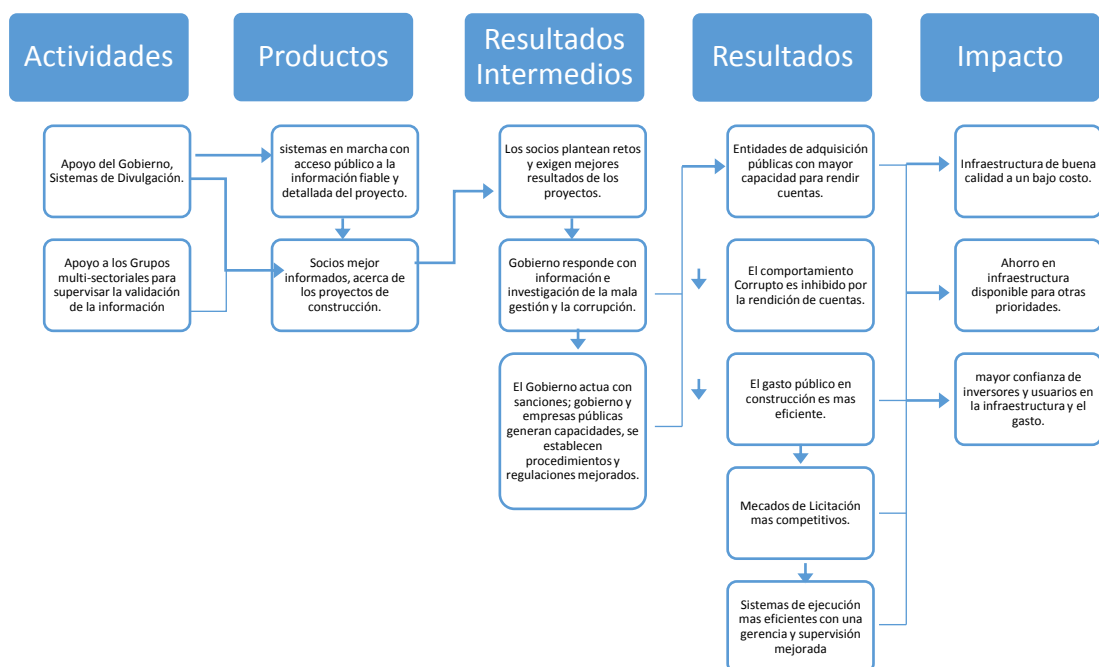 Actividades
Productos
Resultados
Intermedios
Resultados
Impacto
Apoyo del Gobierno,
Sistemas de Divulgación.
Apoyo a los Grupos
multi-sectoriales para
supervisar la validación
de la información
sistemas en marcha con
acceso público a la
información fiable y
detallada del proyecto.
Socios mejor
informados, acerca de
los proyectos de
construcción.
Los socios plantean retos
y exigen mejores
resultados de los
proyectos.
Gobierno responde con
información e
investigación de la mala
gestión y la corrupción.
El Gobierno actua con
sanciones; gobierno y
empresas públicas
generan capacidades, se
establecen
procedimientos y
regulaciones mejorados.
Entidades de adquisición
públicas con mayor
capacidad para rendir
cuentas.
El comportamiento
Corrupto es inhibido por
la rendición de cuentas.
El gasto público en
construcción es mas
eficiente.
Mecados de Licitación
mas competitivos.
Sistemas de ejecución
mas eficientes con una
gerencia y supervisión
mejorada
Infraestructura de buena
calidad a un bajo costo.
Ahorro en
infraestructura
disponible para otras
prioridades.
mayor confianza de
inversores y usuarios en
la infraestructura y el
gasto.